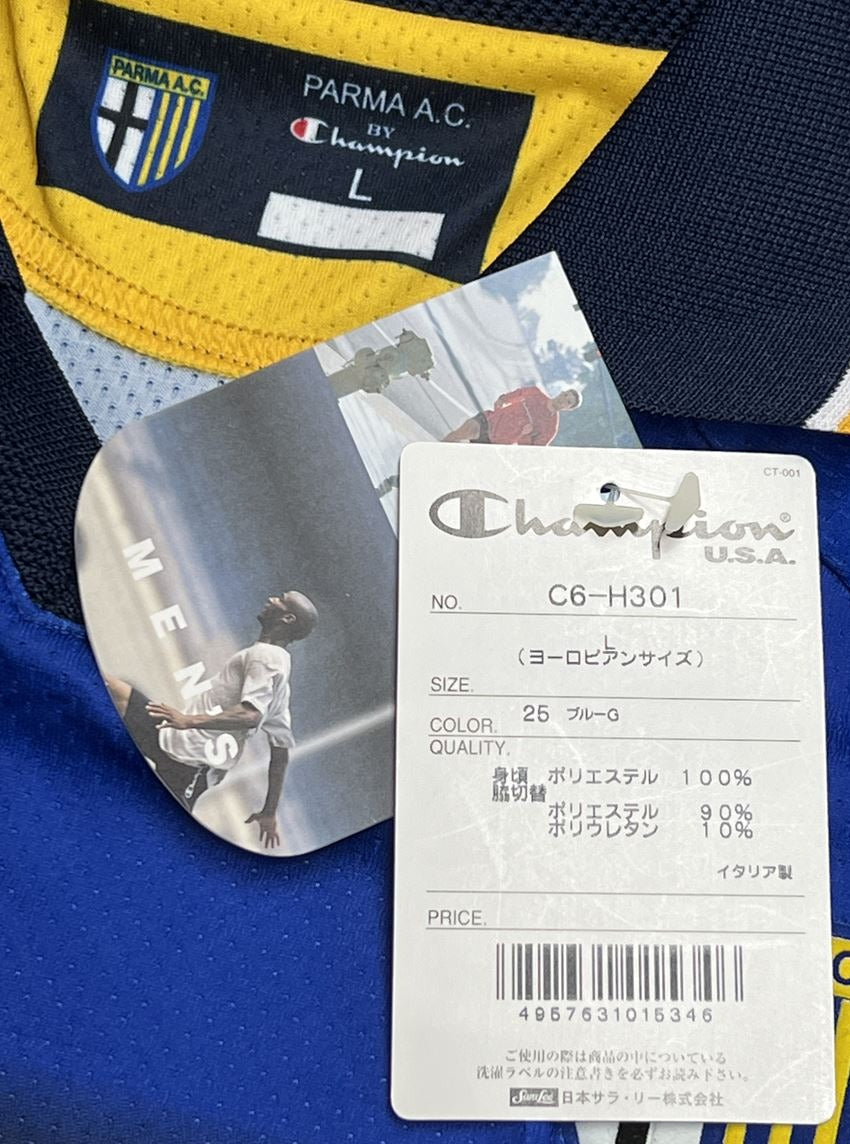 PARMA A.C.
PARMA A.C.
BY
Champion
L
MEN'S
CT-001
Champion®
U.S.A.
NO. C6-H301
L
(ヨーロピアンサイズ)
SIZE.
COLOR. 25 ブルーG
QUALITY.
身頃 ポリエステル 100%
脇切替
ポリエステル 90%
ポリウレタン 10%
イタリア製
PRICE.
4957631015346
ご使用の際は商品の中についている
洗濯ラベルの注意書きを必ずお読み下さい。
Sara Lee 日本サラ・リー株式会社